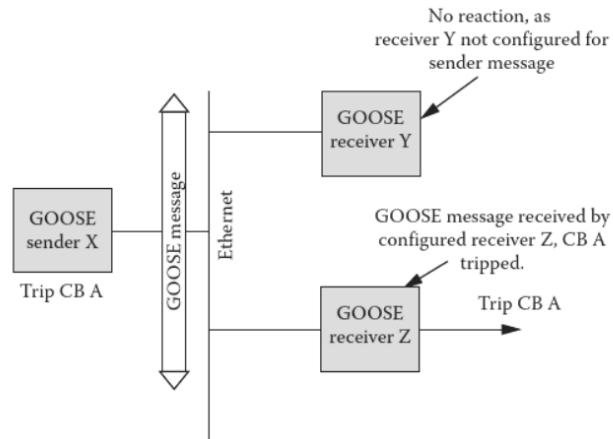 No reaction, as
receiver Y not configured for
sender message
GOOSE
receiver Y
GOOSE
sender X
Trip CB A
GOOSE message
Ethernet
GOOSE message received by
configured receiver Z, CB A
tripped.
GOOSE
receiver Z
Trip CB A